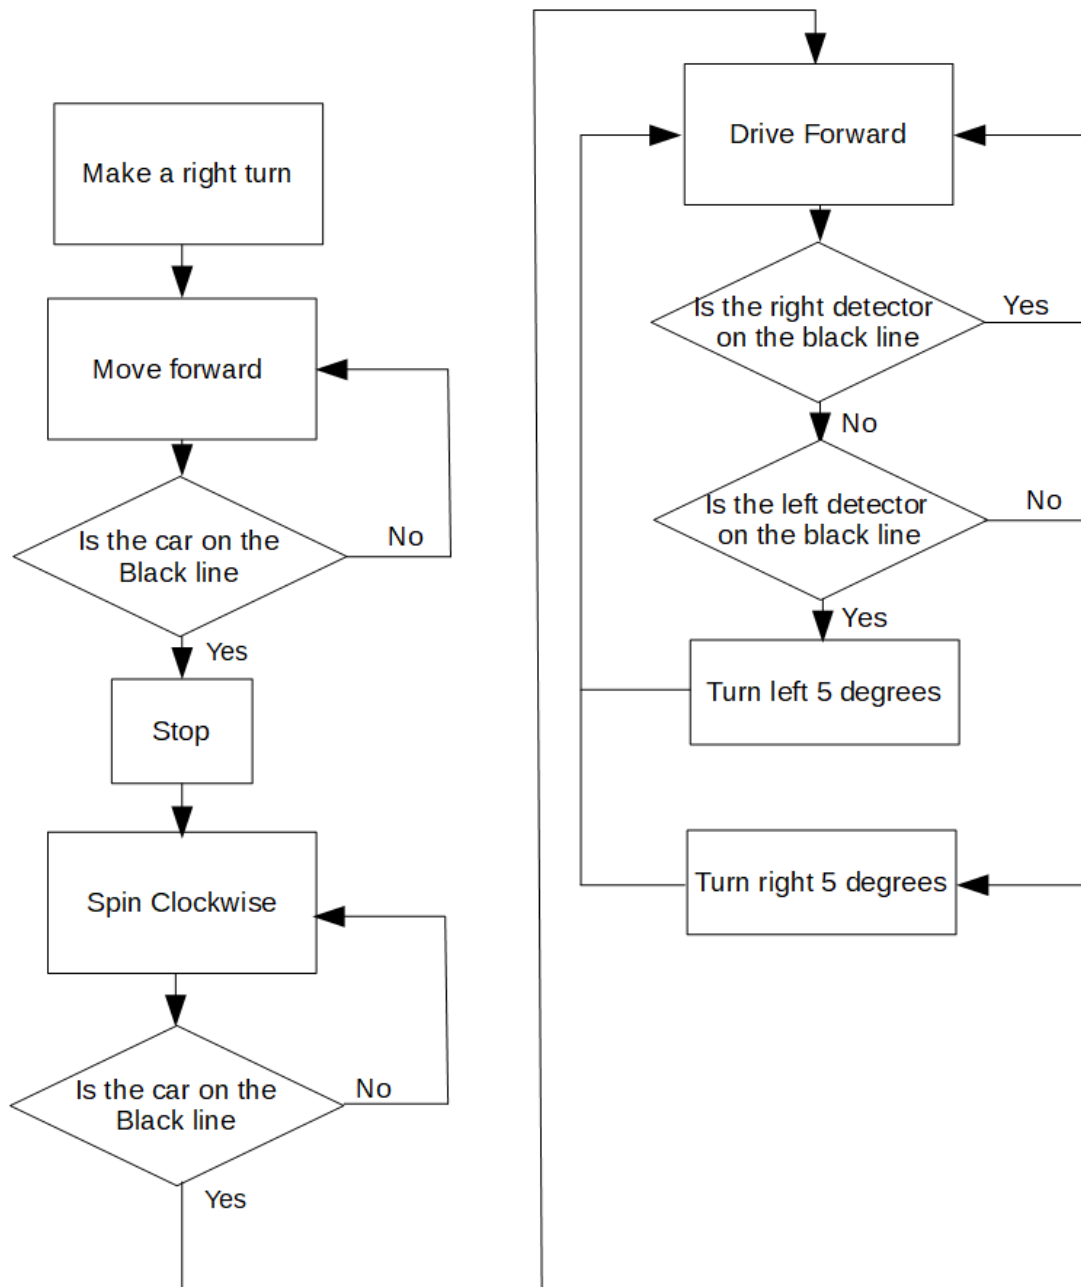 Make a right turn
Move forward
Is the car on the
Black line
No
Yes
Stop
Spin Clockwise
Is the car on the
Black line
No
Yes
Drive Forward
Is the right detector
on the black line
Yes
No
Is the left detector
on the black line
No
Yes
Turn left 5 degrees
Turn right 5 degrees